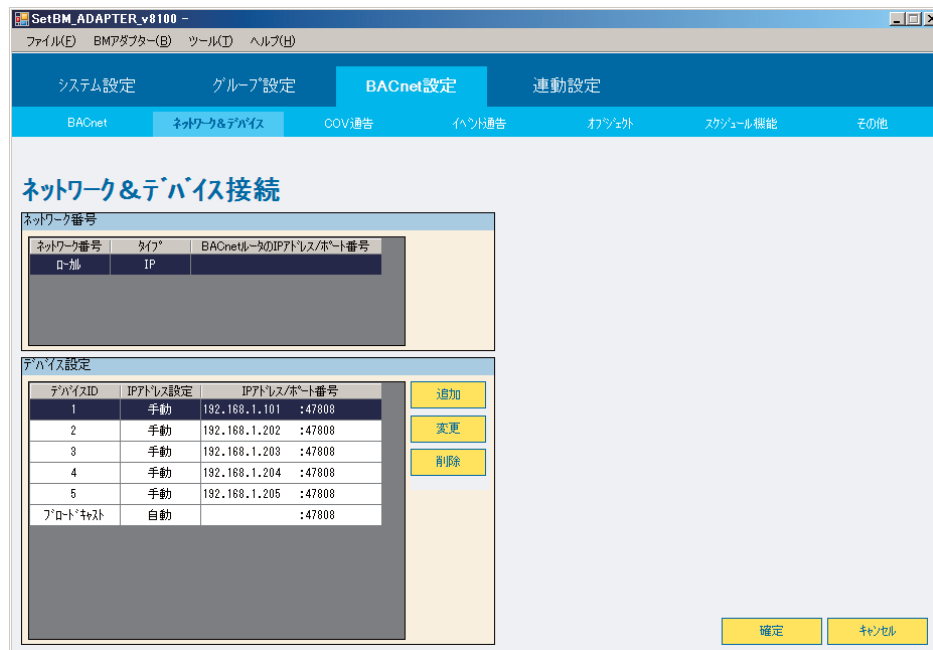 SetBM_ADAPTER_v8100 -
ファイル(F) BMアダプター(B) ツール(T) ヘルプ(H)
システム設定 グループ設定 BACnet設定 連動設定
BACnet ネットワーク&デバイス COV通告 イベント通告 オブジェクト スケジュール機能 その他
ネットワーク&デバイス接続
ネットワーク番号
ネットワーク番号 タイプ BACnetルータのIPアドレス/ポート番号
ローカル IP
デバイス設定
デバイスID IPアドレス設定 IPアドレス/ポート番号
1 手動 192.168.1.101 :47808
2 手動 192.168.1.202 :47808
3 手動 192.168.1.203 :47808
4 手動 192.168.1.204 :47808
5 手動 192.168.1.205 :47808
ブロードキャスト 自動 :47808
追加
変更
削除
確定 キャンセル